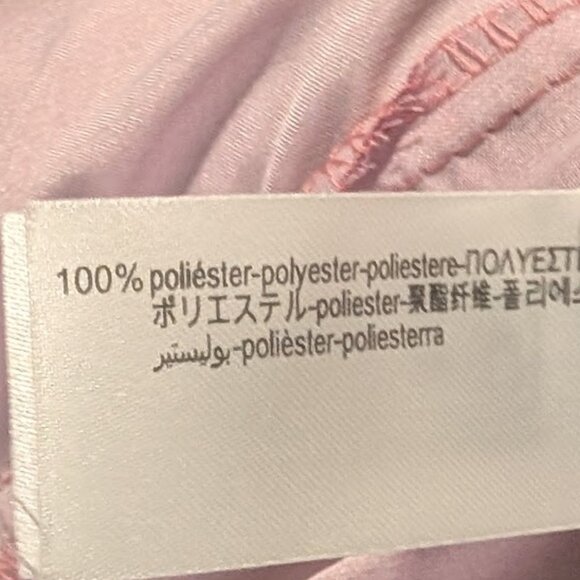 100% poliéster-polyester-poliestere-ΠΟΛΥΕΣΤ
ポリエステル-poliester-聚酯纤维-폴리에스
بوليستير-polièster-poliesterra